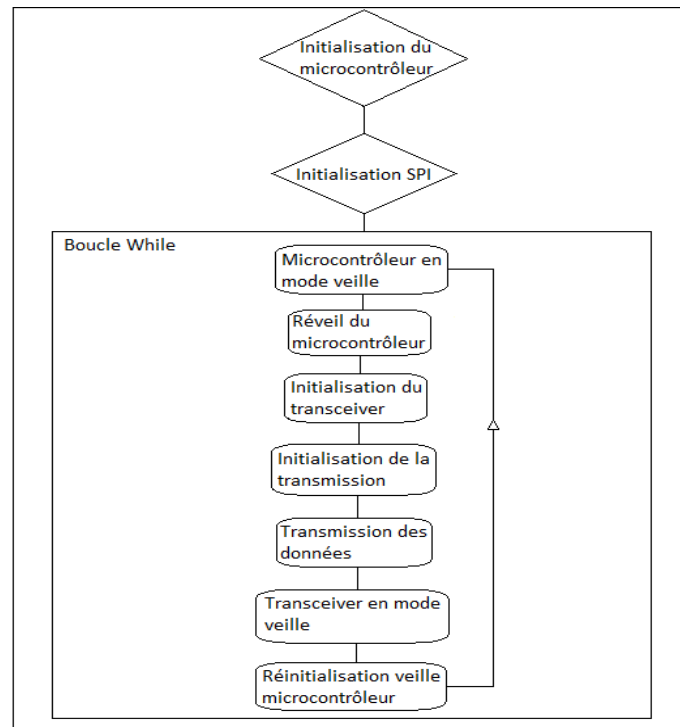 Initialisation du
microcontrôleur
Initialisation SPI
Boucle While
Microcontrôleur en
mode veille
Réveil du
microcontrôleur
Initialisation du
transceiver
Initialisation de la
transmission
Transmission des
données
Transceiver en mode
veille
Réinitialisation veille
microcontrôleur